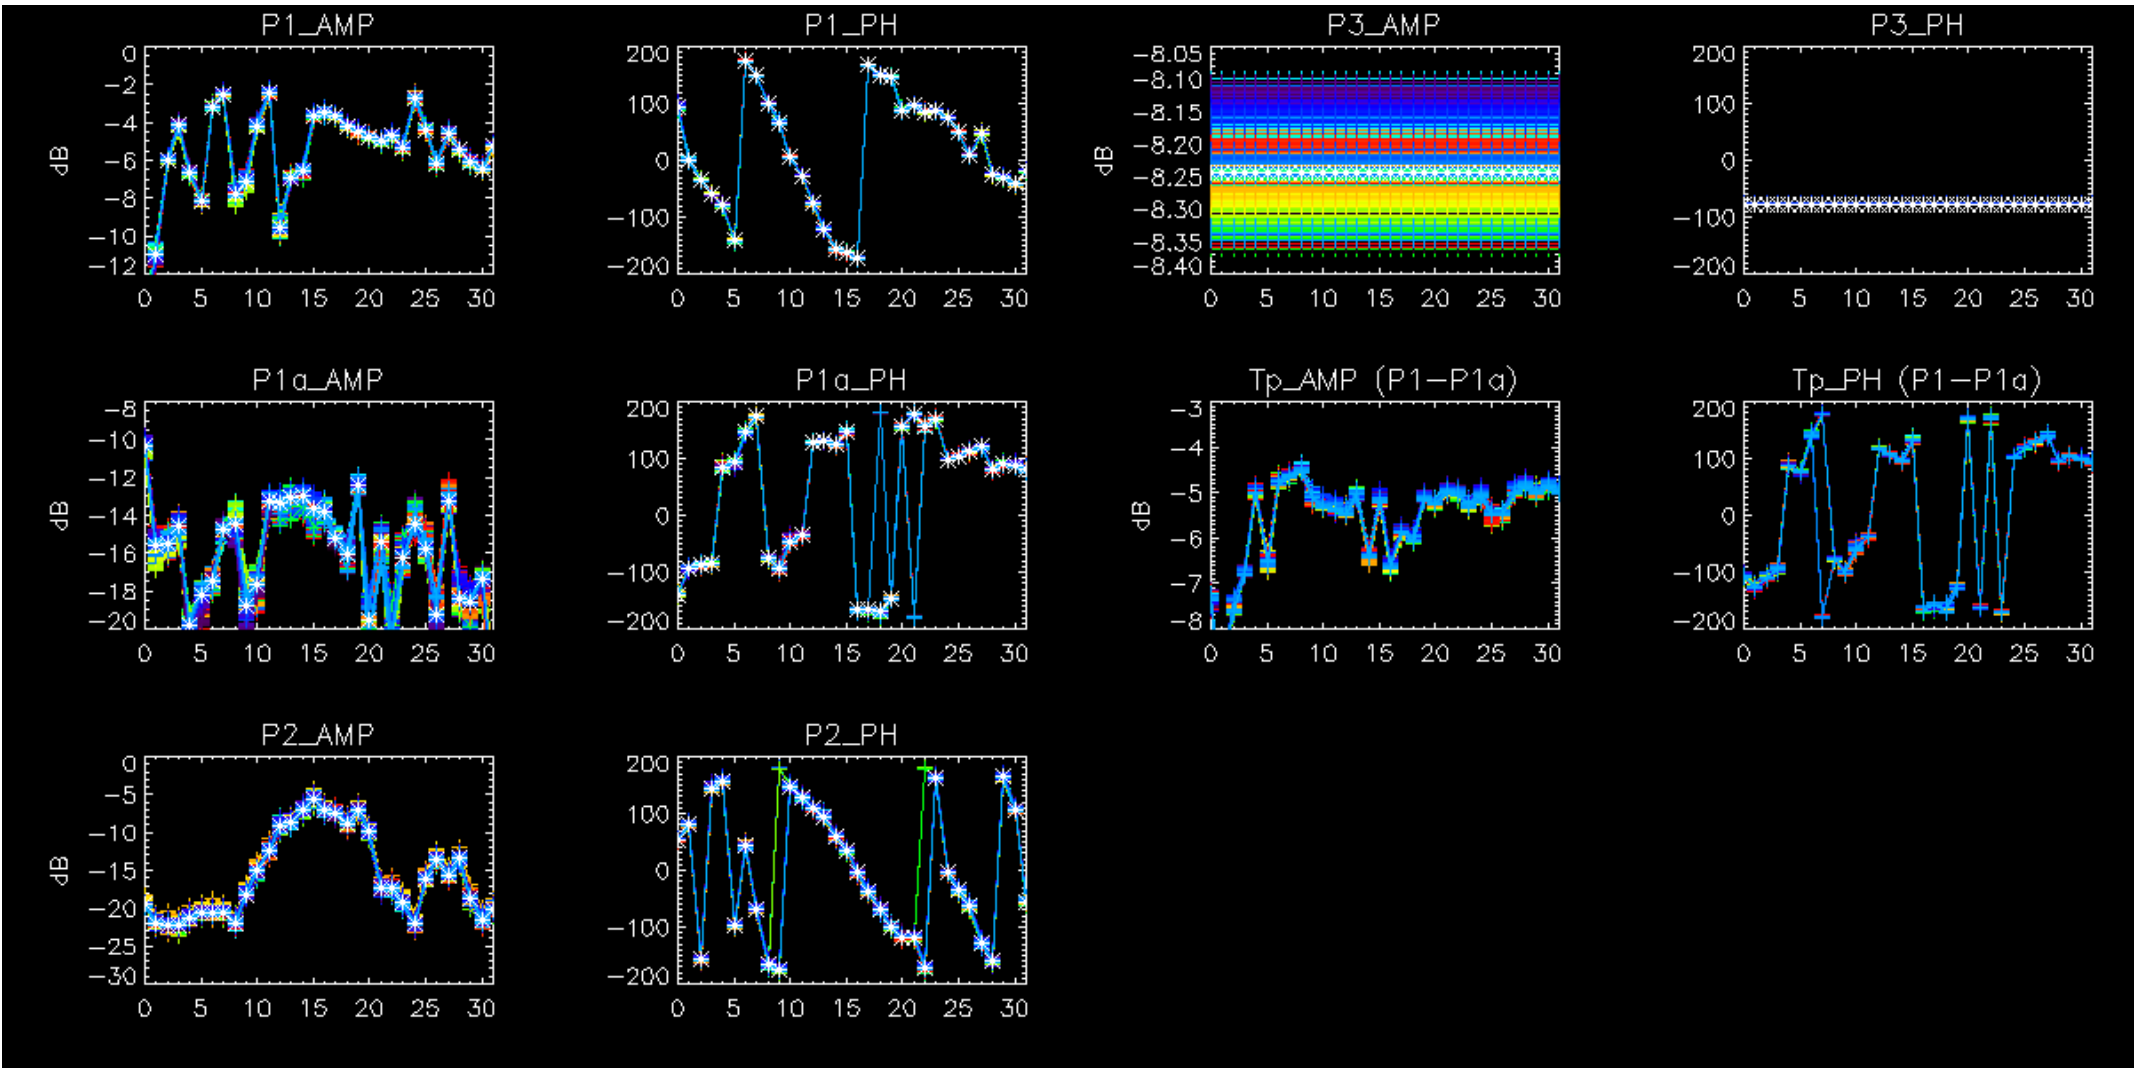 P1_AMP
dB
0
−2
−4
−6
−8
−10
−12
0 5 10 15 20 25 30
P1_PH
200
100
0
−100
−200
0 5 10 15 20 25 30
P3_AMP
dB
−8.05
−8.10
−8.15
−8.20
−8.25
−8.30
−8.35
−8.40
0 5 10 15 20 25 30
P3_PH
200
100
0
−100
−200
0 5 10 15 20 25 30
P1a_AMP
dB
−8
−10
−12
−14
−16
−18
−20
0 5 10 15 20 25 30
P1a_PH
200
100
0
−100
−200
0 5 10 15 20 25 30
Tp_AMP (P1−P1a)
dB
−3
−4
−5
−6
−7
−8
0 5 10 15 20 25 30
Tp_PH (P1−P1a)
200
100
0
−100
−200
0 5 10 15 20 25 30
P2_AMP
dB
0
−5
−10
−15
−20
−25
−30
0 5 10 15 20 25 30
P2_PH
200
100
0
−100
−200
0 5 10 15 20 25 30